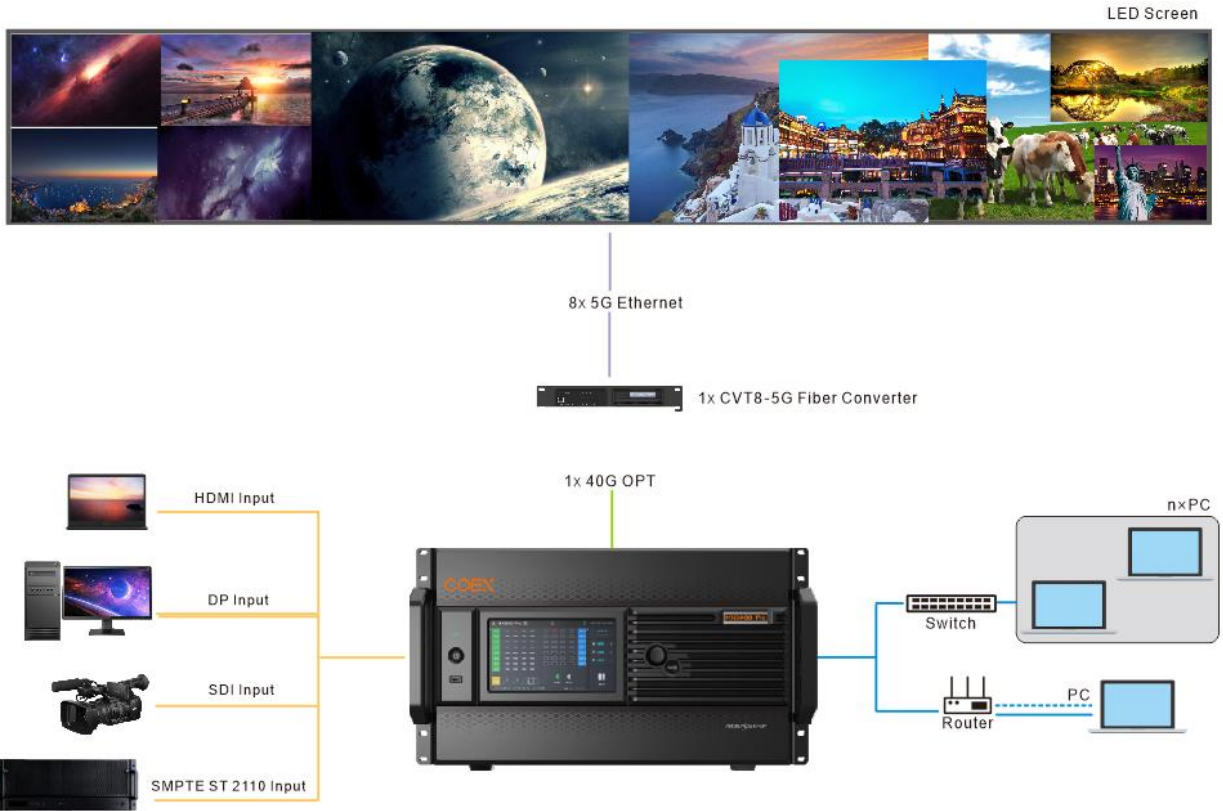 LED Screen
8x 5G Ethernet
1x CVT8-5G Fiber Converter
1x 40G OPT
HDMI Input
n×PC
COEX
DP Input
Switch
SDI Input
PC
Router
SMPTE ST 2110 Input